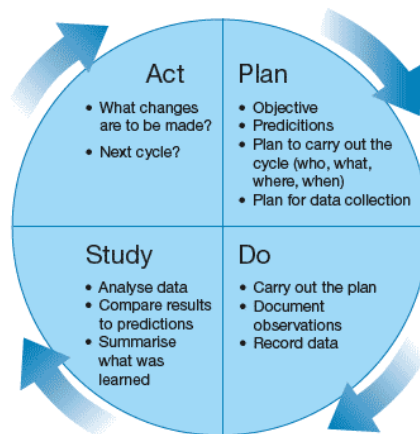 Act
• What changes
are to be made?
• Next cycle?
Plan
• Objective
• Predicitions
• Plan to carry out the
cycle (who, what,
where, when)
• Plan for data collection
Study
• Analyse data
• Compare results
to predictions
• Summarise
what was
learned
Do
• Carry out the plan
• Document
observations
• Record data